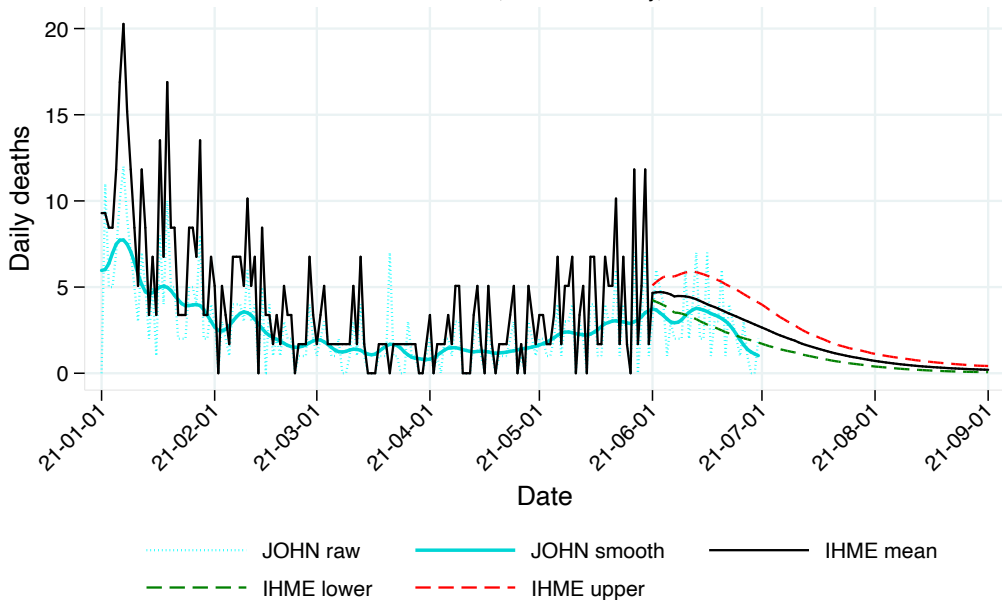 20
15
10
5
0
Daily deaths
21-01-01
21-02-01
21-03-01
21-04-01
21-05-01
21-06-01
21-07-01
21-08-01
21-09-01
Date
JOHN raw
JOHN smooth
IHME mean
IHME lower
IHME upper